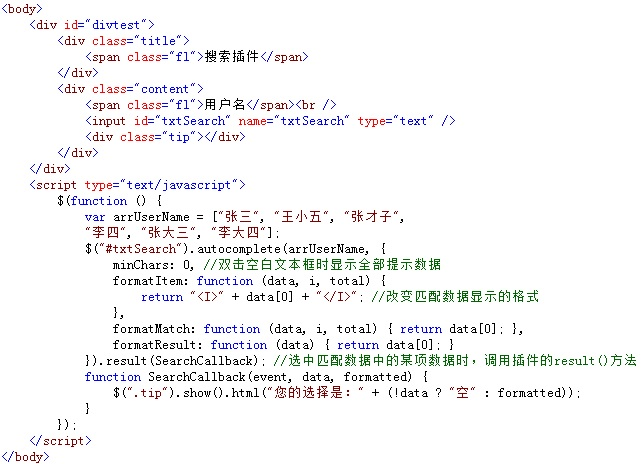 <body>
    <div id="divtest">
        <div class="title">
            <span class="fl">搜索插件</span>
        </div>
        <div class="content">
            <span class="fl">用户名</span><br />
            <input id="txtSearch" name="txtSearch" type="text" />
            <div class="tip"></div>
        </div>
    </div>
    <script type="text/javascript">
        $(function () {
            var arrUserName = ["张三", "王小五", "张才子",
            "李四", "张大三", "李大四"];
            $("#txtSearch").autocomplete(arrUserName, {
                minChars: 0, //双击空白文本框时显示全部提示数据
                formatItem: function (data, i, total) {
                    return "<I>" + data[0] + "</I>"; //改变匹配数据显示的格式
                },
                formatMatch: function (data, i, total) { return data[0]; },
                formatResult: function (data) { return data[0]; }
            }).result(SearchCallback); //选中匹配数据中的某项数据时，调用插件的result()方法
            function SearchCallback(event, data, formatted) {
                $(".tip").show().html("您的选择是：" + (!data ? "空" : formatted));
            }
        });
    </script>
</body>